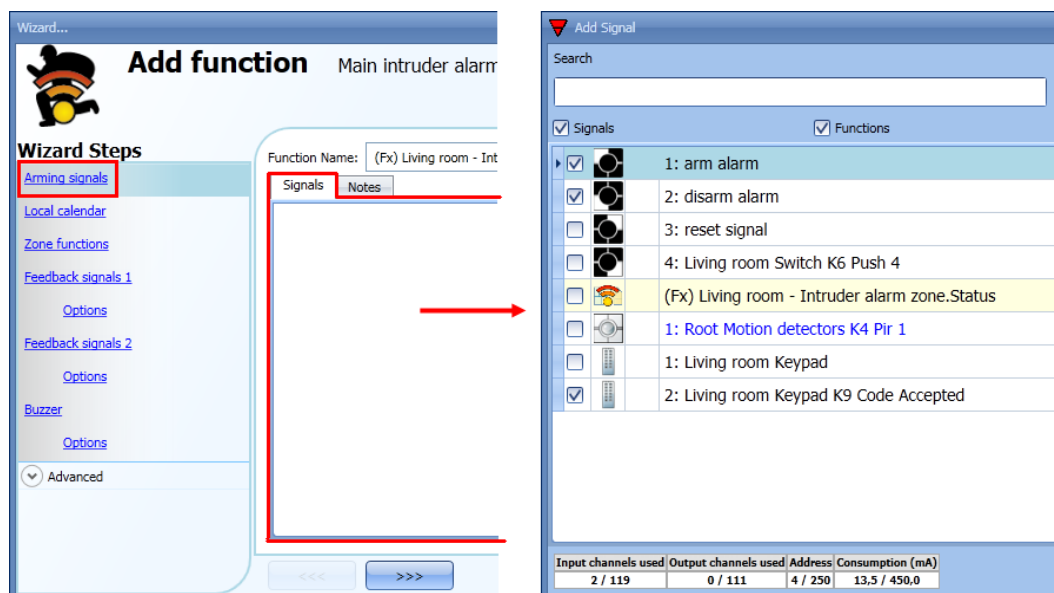 Wizard...
Add function Main intruder alarm
Wizard Steps
Arming signals
Local calendar
Zone functions
Feedback signals 1
Options
Feedback signals 2
Options
Buzzer
Options
Advanced
Function Name: (Fx) Living room - Int
Signals Notes
<<< >>>
Add Signal
Search
Signals Functions
1: arm alarm
2: disarm alarm
3: reset signal
4: Living room Switch K6 Push 4
(Fx) Living room - Intruder alarm zone.Status
1: Root Motion detectors K4 Pir 1
1: Living room Keypad
2: Living room Keypad K9 Code Accepted
Input channels used Output channels used Address Consumption (mA)
2 / 119 0 / 111 4 / 250 13,5 / 450,0